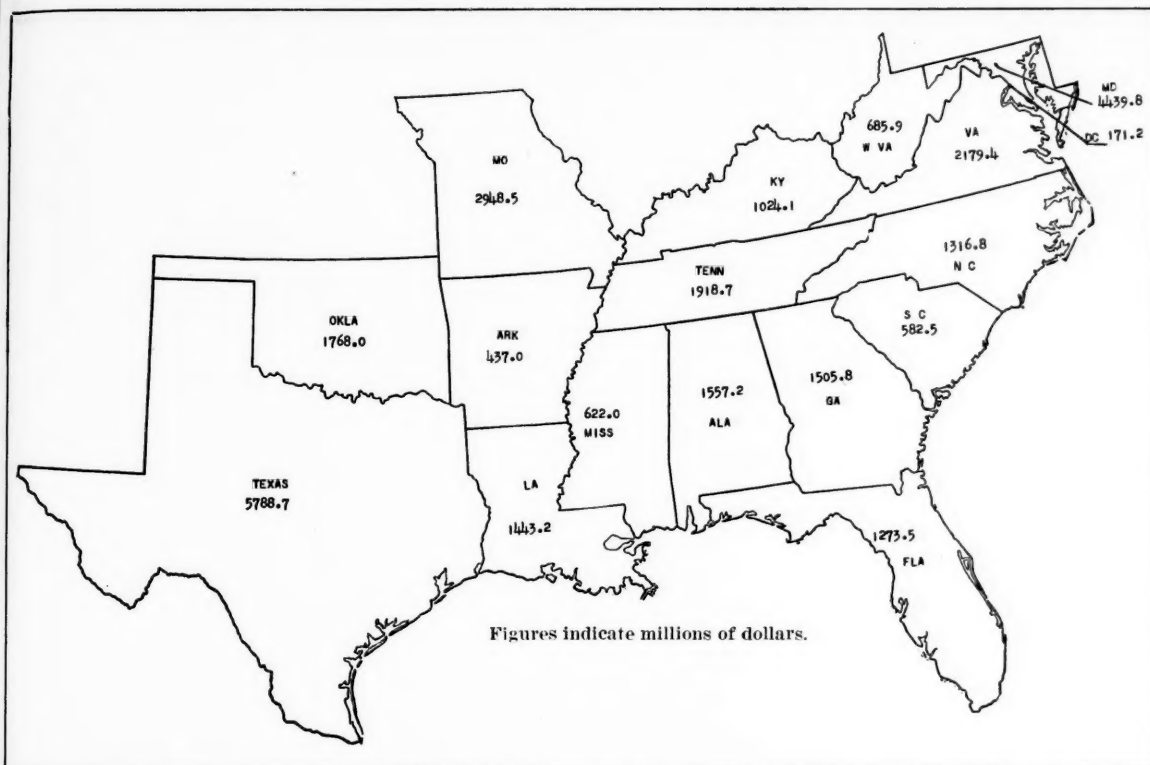 MD
4439.8
DC 171.2
685.9
W VA
VA
2179.4
MO
2948.5
KY
1024.1
1316.8
N C
TENN
1918.7
S C
582.5
OKLA
1768.0
ARK
437.0
1557.2
ALA
1505.8
GA
622.0
MISS
TEXAS
5788.7
LA
1443.2
1273.5
FLA
Figures indicate millions of dollars.